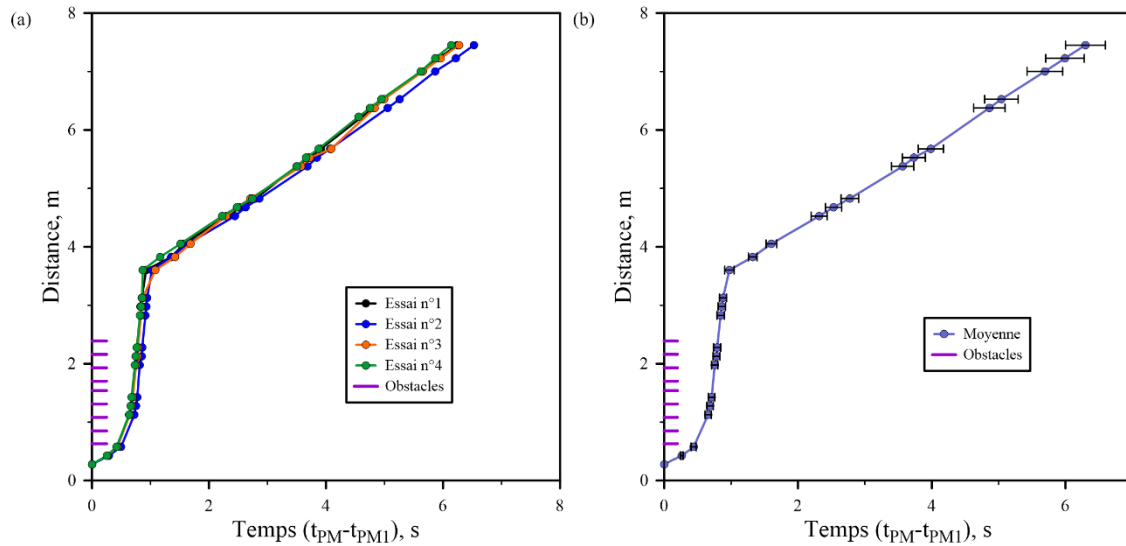 (a)
8
6
4
2
0
Distance, m
0 2 4 6 8
Temps (tPM-tPM1), s
Essai n°1
Essai n°2
Essai n°3
Essai n°4
Obstacles
(b)
8
6
4
2
0
Distance, m
0 2 4 6
Temps (tPM-tPM1), s
Moyenne
Obstacles